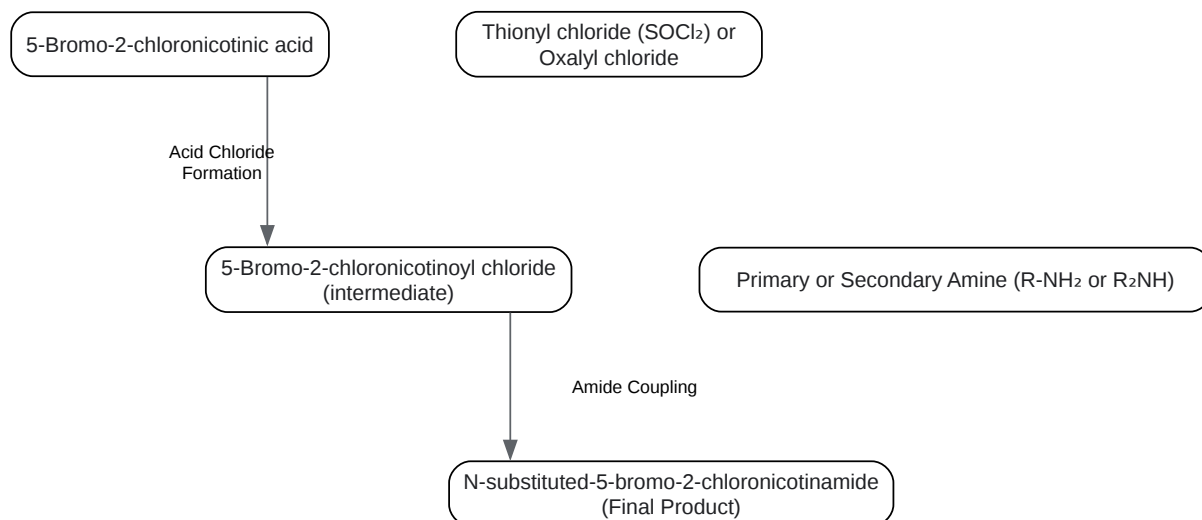 5-Bromo-2-chloronicotinic acid
Thionyl chloride (SOCl₂) or
Oxalyl chloride
Acid Chloride
Formation
5-Bromo-2-chloronicotinoyl chloride
(intermediate)
Primary or Secondary Amine (R-NH₂ or R₂NH)
Amide Coupling
N-substituted-5-bromo-2-chloronicotinamide
(Final Product)